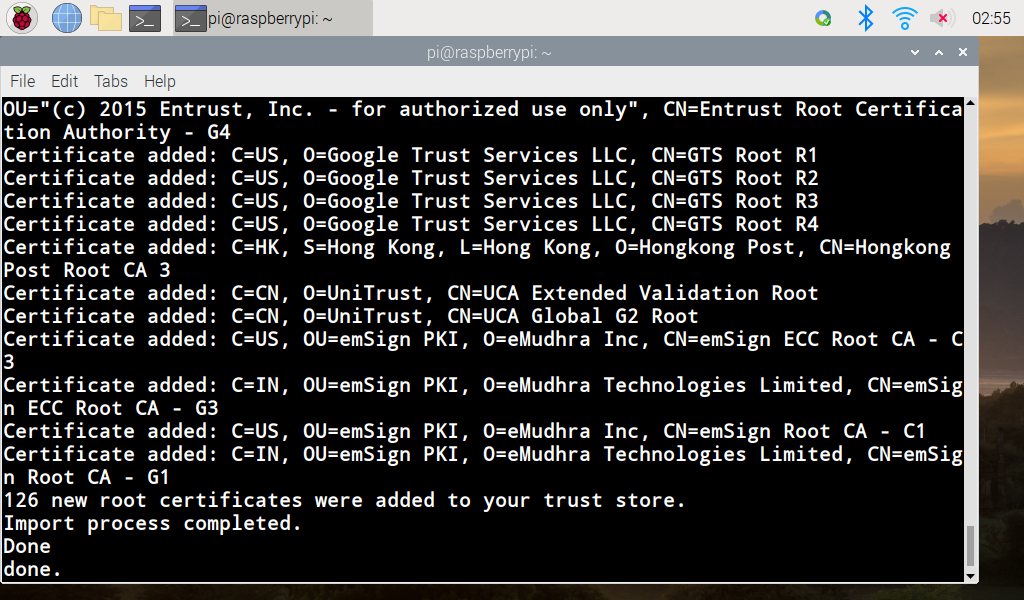 pi@raspberrypi: ~
02:55
pi@raspberrypi: ~
File Edit Tabs Help
OU="(c) 2015 Entrust, Inc. - for authorized use only", CN=Entrust Root Certifica
tion Authority - G4
Certificate added: C=US, O=Google Trust Services LLC, CN=GTS Root R1
Certificate added: C=US, O=Google Trust Services LLC, CN=GTS Root R2
Certificate added: C=US, O=Google Trust Services LLC, CN=GTS Root R3
Certificate added: C=US, O=Google Trust Services LLC, CN=GTS Root R4
Certificate added: C=HK, S=Hong Kong, L=Hong Kong, O=Hongkong Post, CN=Hongkong
Post Root CA 3
Certificate added: C=CN, O=UniTrust, CN=UCA Extended Validation Root
Certificate added: C=CN, O=UniTrust, CN=UCA Global G2 Root
Certificate added: C=US, OU=emSign PKI, O=eMudhra Inc, CN=emSign ECC Root CA - C
3
Certificate added: C=IN, OU=emSign PKI, O=eMudhra Technologies Limited, CN=emSig
n ECC Root CA - G3
Certificate added: C=US, OU=emSign PKI, O=eMudhra Inc, CN=emSign Root CA - C1
Certificate added: C=IN, OU=emSign PKI, O=eMudhra Technologies Limited, CN=emSig
n Root CA - G1
126 new root certificates were added to your trust store.
Import process completed.
Done
done.